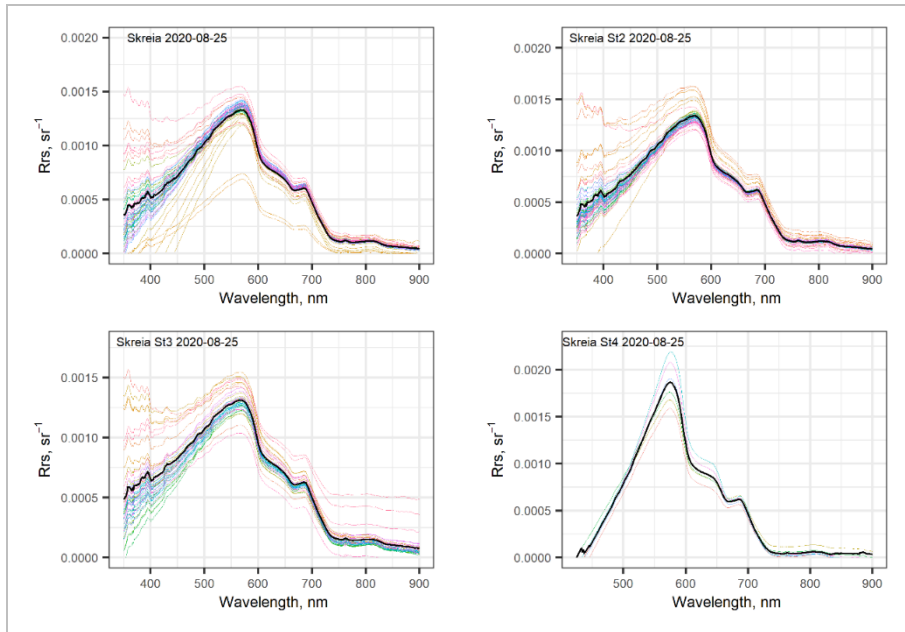 Skreia 2020-08-25
0.0020
0.0015
0.0010
0.0005
0.0000
Rrs, sr⁻¹
400 500 600 700 800 900
Wavelength, nm
Skreia St2 2020-08-25
0.0020
0.0015
0.0010
0.0005
0.0000
Rrs, sr⁻¹
400 500 600 700 800 900
Wavelength, nm
Skreia St3 2020-08-25
0.0015
0.0010
0.0005
0.0000
Rrs, sr⁻¹
400 500 600 700 800 900
Wavelength, nm
Skreia St4 2020-08-25
0.0020
0.0015
0.0010
0.0005
0.0000
Rrs, sr⁻¹
500 600 700 800 900
Wavelength, nm